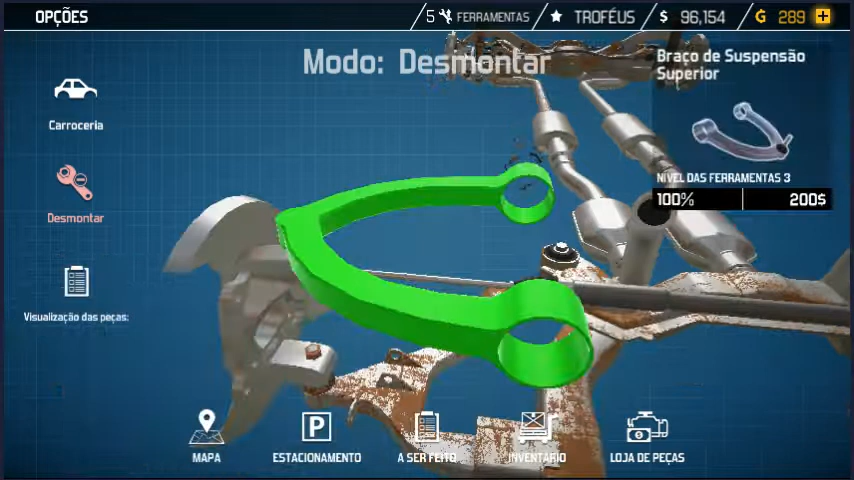 OPÇÕES
5 FERRAMENTAS
TROFÉUS
$ 96,154
G 289
Modo: Desmontar
Braço de Suspensão
Superior
NÍVEL DAS FERRAMENTAS 3
100% 200$
Carroceria
Desmontar
Visualização das peças:
MAPA
P
ESTACIONAMENTO
A SER FEITO
INVENTÁRIO
LOJA DE PEÇAS